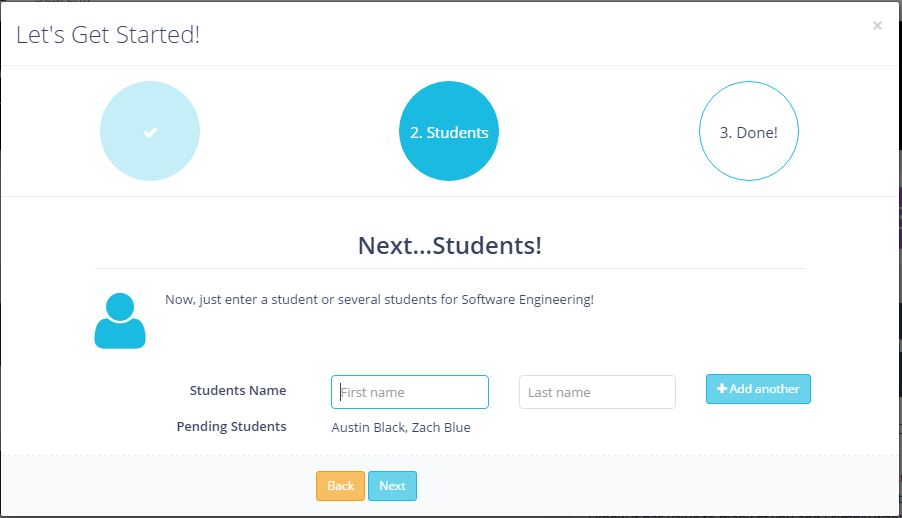 Let's Get Started!
×
2. Students
3. Done!
Next...Students!
Now, just enter a student or several students for Software Engineering!
Students Name First name Last name + Add another
Pending Students Austin Black, Zach Blue
Back Next